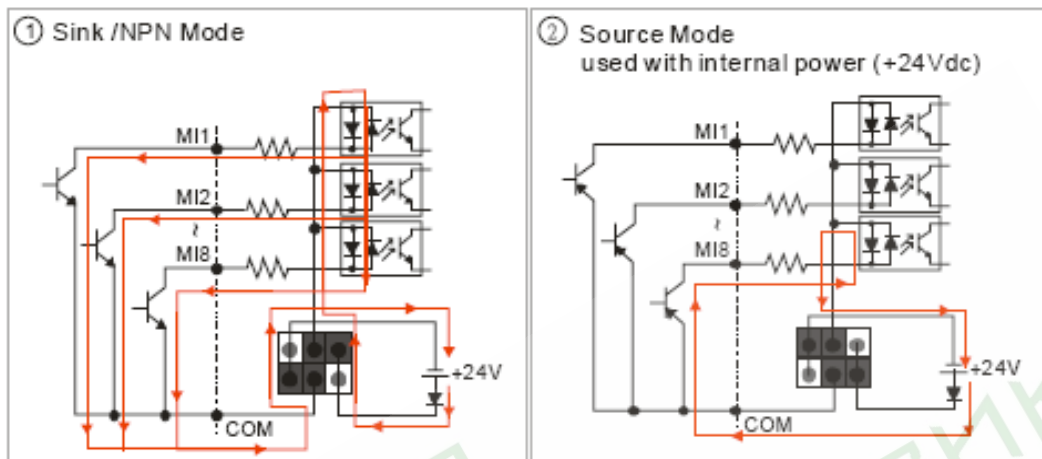 ① Sink /NPN Mode
MI1
MI2
~
MI8
+24V
COM
② Source Mode
used with internal power (+24Vdc)
MI1
MI2
~
MI8
+24V
COM